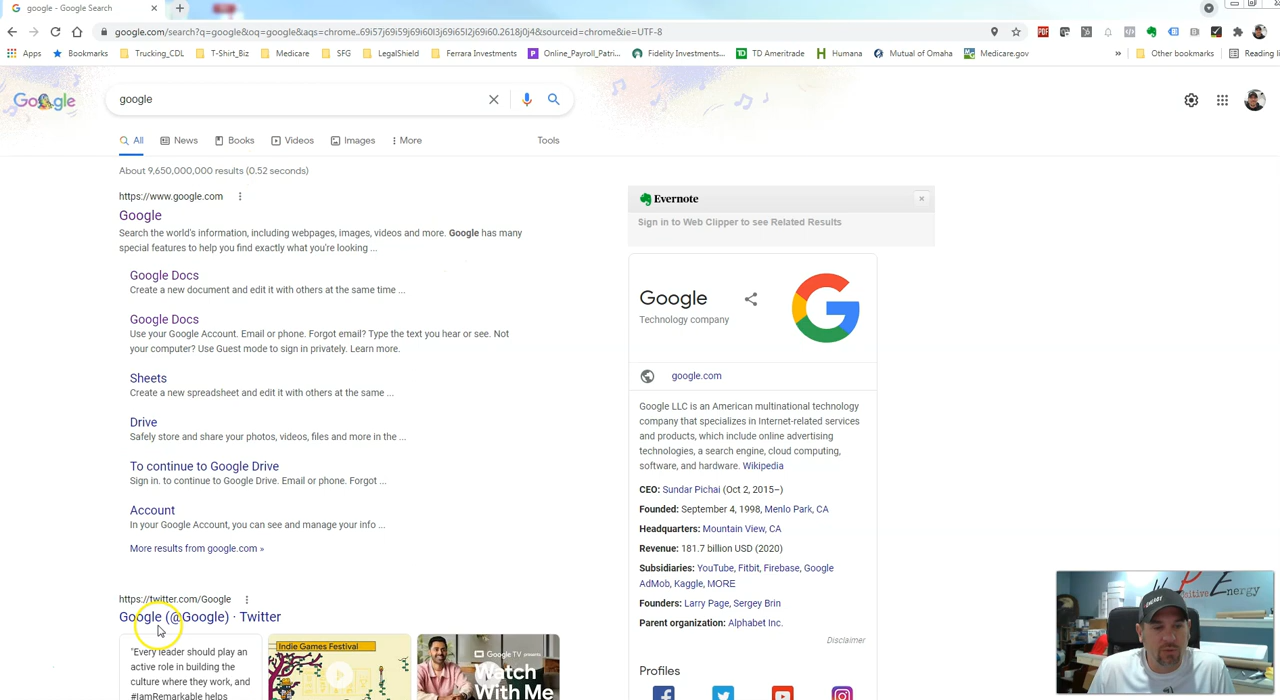 google - Google Search
google.com/search?q=google&oq=google&aqs=chrome..69i57j69i59j69i60l3j69i65l2j69i60.2618j0j4&sourceid=chrome&ie=UTF-8
Apps Bookmarks Trucking_CDL T-Shirt_Biz Medicare SFG LegalShield Ferrara Investments Online_Payroll_Patri... Fidelity Investments... TD Ameritrade Humana Mutual of Omaha Medicare.gov » Other bookmarks Reading li
Google
google
All News Books Videos Images More Tools
About 9,650,000,000 results (0.52 seconds)
https://www.google.com
Google
Search the world's information, including webpages, images, videos and more. Google has many
special features to help you find exactly what you're looking ...
Google Docs
Create a new document and edit it with others at the same time ...
Google Docs
Use your Google Account. Email or phone. Forgot email? Type the text you hear or see. Not
your computer? Use Guest mode to sign in privately. Learn more.
Sheets
Create a new spreadsheet and edit it with others at the same ...
Drive
Safely store and share your photos, videos, files and more in the ...
To continue to Google Drive
Sign in. to continue to Google Drive. Email or phone. Forgot ...
Account
In your Google Account, you can see and manage your info ...
More results from google.com »
https://twitter.com/Google
Google (@Google) · Twitter
"Every leader should play an
active role in building the
culture where they work, and
#IamRemarkable helps
Indie Games Festival
Google TV presents
Watch
With Me
Evernote
Sign in to Web Clipper to see Related Results
Google
Technology company
google.com
Google LLC is an American multinational technology
company that specializes in Internet-related services
and products, which include online advertising
technologies, a search engine, cloud computing,
software, and hardware. Wikipedia
CEO: Sundar Pichai (Oct 2, 2015–)
Founded: September 4, 1998, Menlo Park, CA
Headquarters: Mountain View, CA
Revenue: 181.7 billion USD (2020)
Subsidiaries: YouTube, Fitbit, Firebase, Google
AdMob, Kaggle, MORE
Founders: Larry Page, Sergey Brin
Parent organization: Alphabet Inc.
Disclaimer
Profiles
W P E
ositive Energy